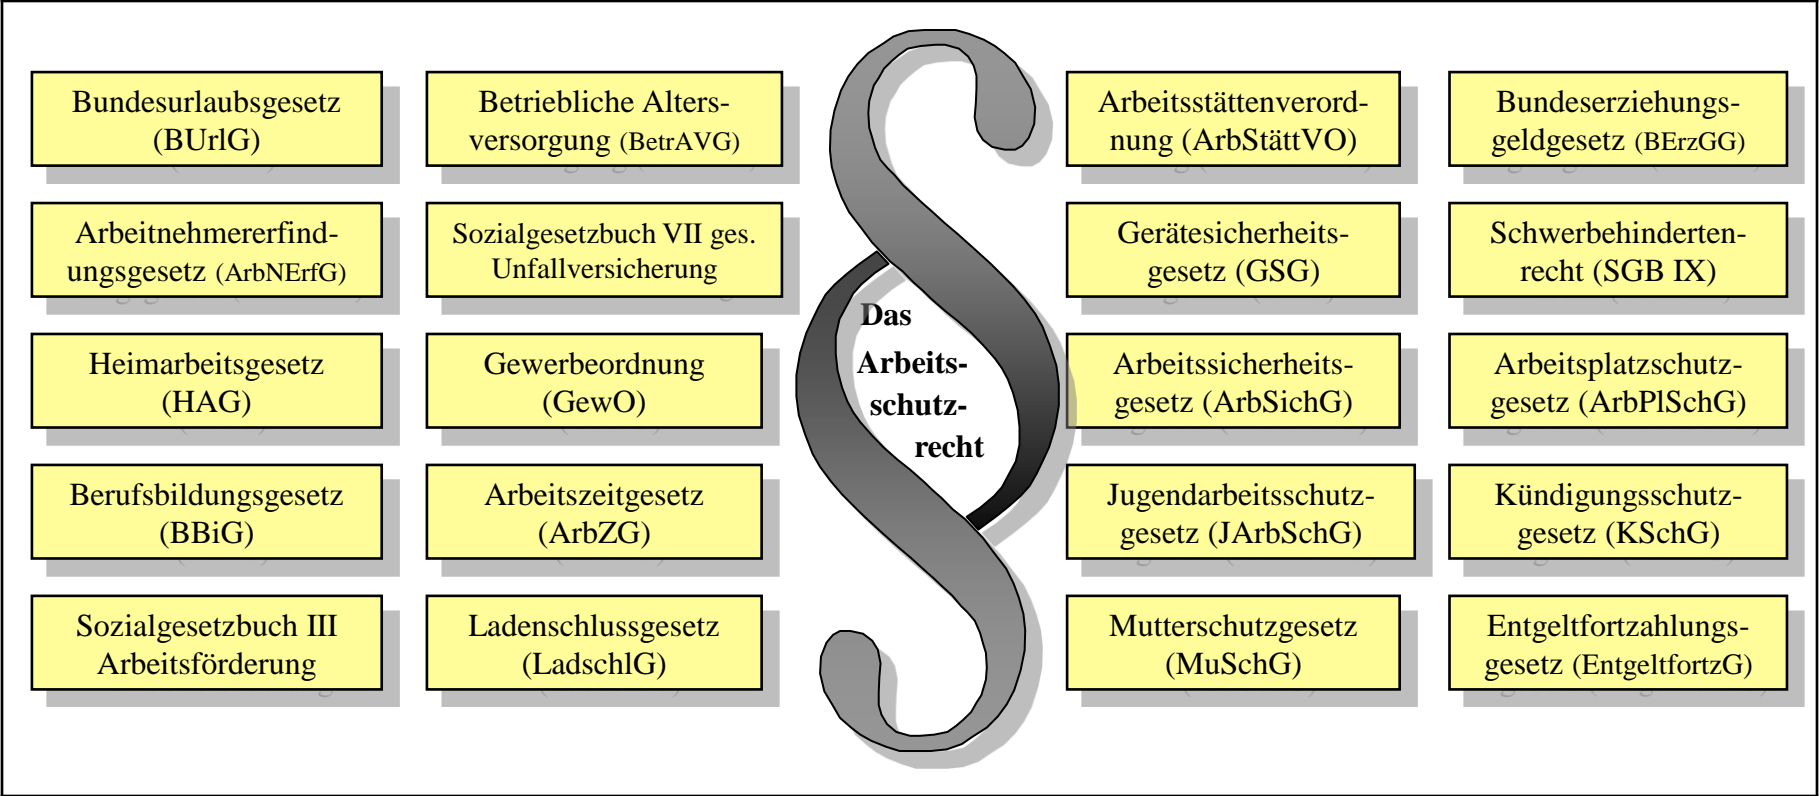 Bundesurlaubsgesetz
(BUrlG)
Betriebliche Alters-
versorgung (BetrAVG)
Arbeitsstättenverord-
nung (ArbStättVO)
Bundeserziehungs-
geldgesetz (BErzGG)
Arbeitnehmererfind-
ungsgesetz (ArbNErfG)
Sozialgesetzbuch VII ges.
Unfallversicherung
Gerätesicherheits-
gesetz (GSG)
Schwerbehinderten-
recht (SGB IX)
Das
Arbeits-
schutz-
recht
Heimarbeitsgesetz
(HAG)
Gewerbeordnung
(GewO)
Arbeitssicherheits-
gesetz (ArbSichG)
Arbeitsplatzschutz-
gesetz (ArbPlSchG)
Berufsbildungsgesetz
(BBiG)
Arbeitszeitgesetz
(ArbZG)
Jugendarbeitsschutz-
gesetz (JArbSchG)
Kündigungsschutz-
gesetz (KSchG)
Sozialgesetzbuch III
Arbeitsförderung
Ladenschlussgesetz
(LadschlG)
Mutterschutzgesetz
(MuSchG)
Entgeltfortzahlungs-
gesetz (EntgeltfortzG)